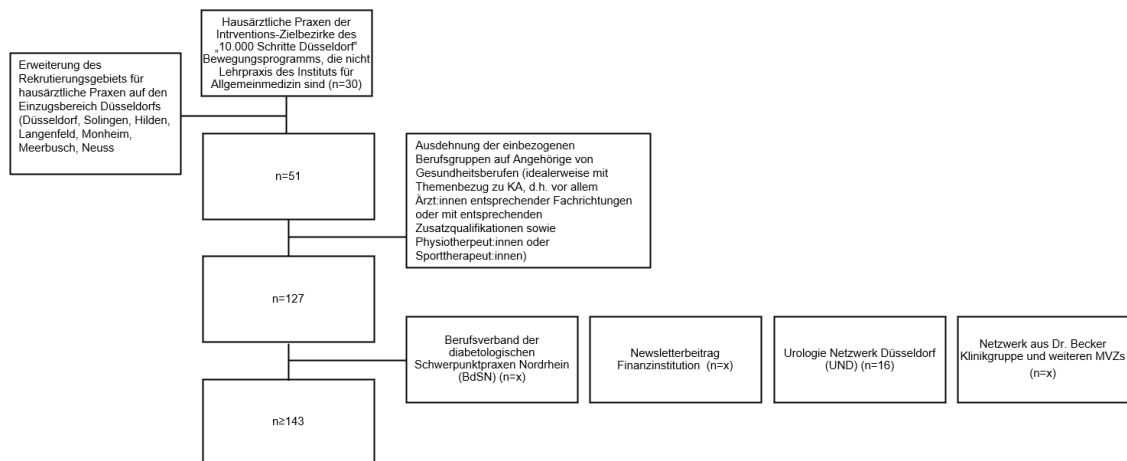 Hausärztliche Praxen der
Intrventions-Zielbezirke des
„10.000 Schritte Düsseldorf"
Bewegungsprogramms, die nicht
Lehrpraxis des Instituts für
Allgemeinmedizin sind (n=30)
Erweiterung des
Rekrutierungsgebiets für
hausärztliche Praxen auf den
Einzugsbereich Düsseldorfs
(Düsseldorf, Solingen, Hilden,
Langenfeld, Monheim,
Meerbusch, Neuss
n=51
Ausdehnung der einbezogenen
Berufsgruppen auf Angehörige von
Gesundheitsberufen (idealerweise mit
Themenbezug zu KA, d.h. vor allem
Ärzt:innen entsprechender Fachrichtungen
oder mit entsprechenden
Zusatzqualifikationen sowie
Physiotherpeut:innen oder
Sporttherapeut:innen)
n=127
Berufsverband der
diabetologischen
Schwerpunktpraxen Nordrhein
(BdSN) (n=x)
Newsletterbeitrag
Finanzinstitution (n=x)
Urologie Netzwerk Düsseldorf
(UND) (n=16)
Netzwerk aus Dr. Becker
Klinikgruppe und weiteren MVZs
(n=x)
n≥143